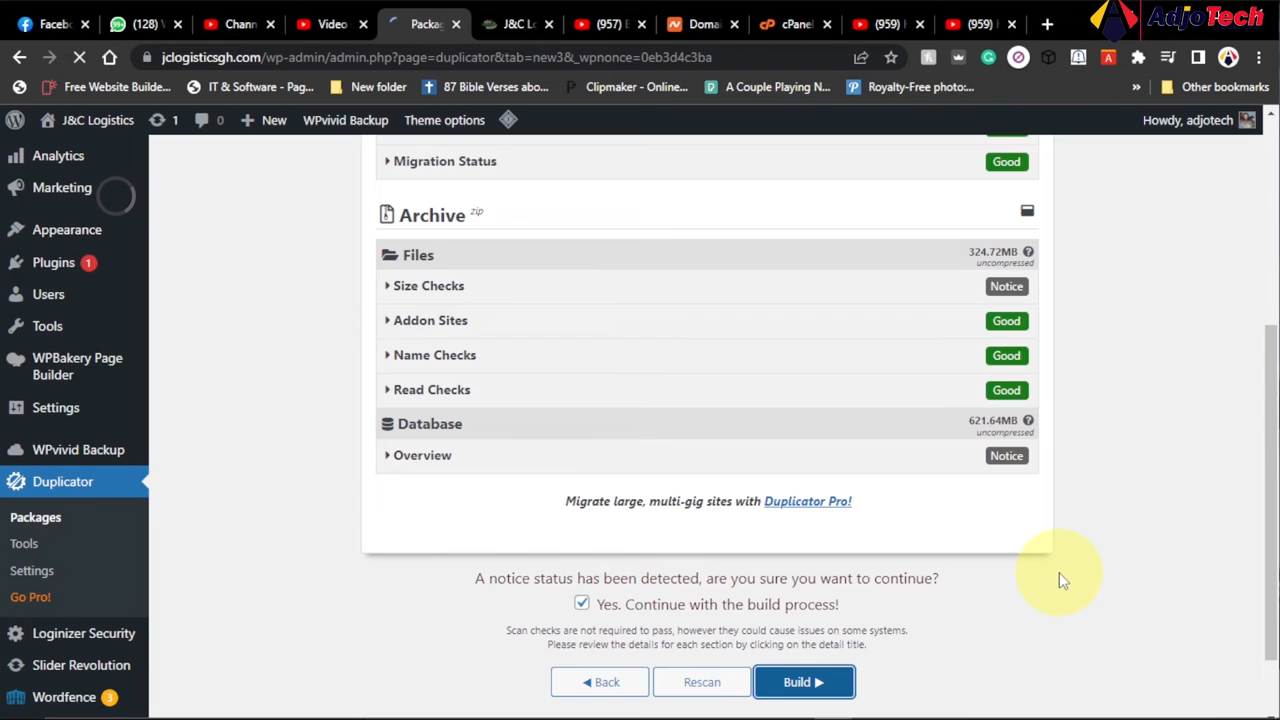 Faceb
(128) \
Chann
Video
Packag
J&C Lo
(957) E
Domai
cPanel
(959) H
(959) H
AdjoTech
jclogisticsgh.com/wp-admin/admin.php?page=duplicator&tab=new3&_wpnonce=0eb3d4c3ba
Free Website Builde...
IT & Software - Pag...
New folder
87 Bible Verses abo...
Clipmaker - Online...
A Couple Playing N...
Royalty-Free photo:...
»
Other bookmarks
J&C Logistics
1
0
New
WPvivid Backup
Theme options
Howdy, adjotech
Analytics
Marketing
Appearance
Plugins 1
Users
Tools
WPBakery Page
Builder
Settings
WPvivid Backup
Duplicator
Packages
Tools
Settings
Go Pro!
Loginizer Security
Slider Revolution
Wordfence 3
Migration Status Good
Archive zip
Files 324.72MB
uncompressed
Size Checks Notice
Addon Sites Good
Name Checks Good
Read Checks Good
Database 621.64MB
uncompressed
Overview Notice
Migrate large, multi-gig sites with Duplicator Pro!
A notice status has been detected, are you sure you want to continue?
Yes. Continue with the build process!
Scan checks are not required to pass, however they could cause issues on some systems.
Please review the details for each section by clicking on the detail title.
◀ Back
Rescan
Build ▶